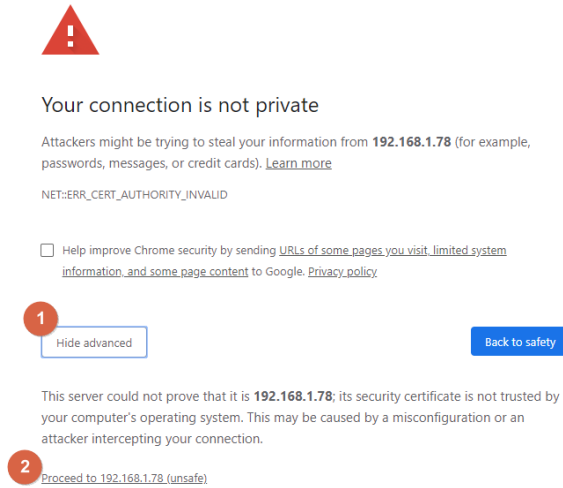 Your connection is not private
Attackers might be trying to steal your information from 192.168.1.78 (for example,
passwords, messages, or credit cards). Learn more
NET::ERR_CERT_AUTHORITY_INVALID
Help improve Chrome security by sending URLs of some pages you visit, limited system
information, and some page content to Google. Privacy policy
1
Hide advanced
Back to safety
This server could not prove that it is 192.168.1.78; its security certificate is not trusted by
your computer's operating system. This may be caused by a misconfiguration or an
attacker intercepting your connection.
2
Proceed to 192.168.1.78 (unsafe)